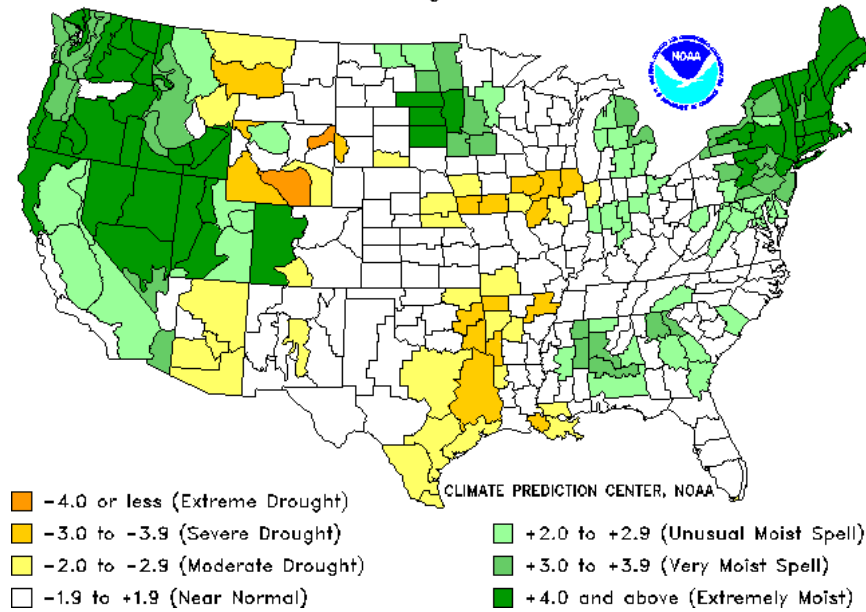 NOAA
CLIMATE PREDICTION CENTER, NOAA
-4.0 or less (Extreme Drought)
-3.0 to -3.9 (Severe Drought)
-2.0 to -2.9 (Moderate Drought)
-1.9 to +1.9 (Near Normal)
+2.0 to +2.9 (Unusual Moist Spell)
+3.0 to +3.9 (Very Moist Spell)
+4.0 and above (Extremely Moist)